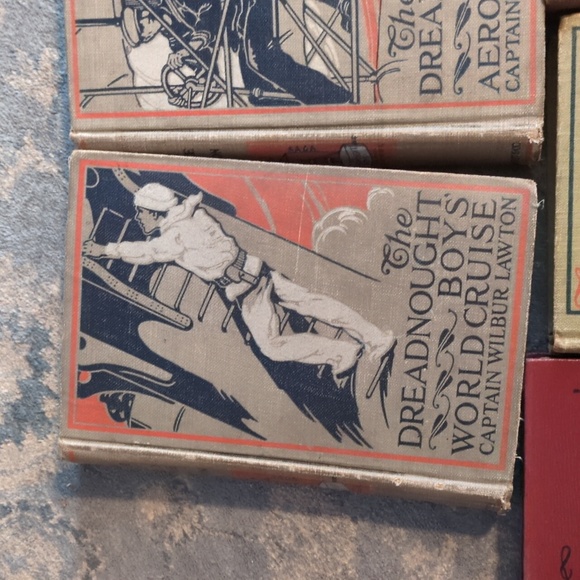 The
DREA
AERO
CAPTAIN
The
DREADNOUGHT
BOYS'
WORLD CRUISE
CAPTAIN WILBUR LAWTON